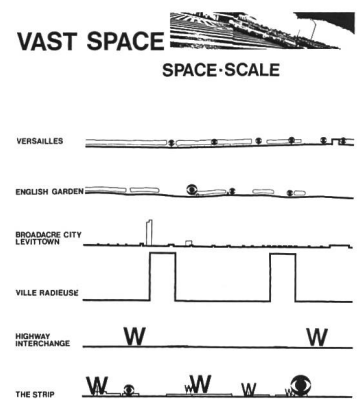 VAST SPACE
SPACE·SCALE
VERSAILLES
ENGLISH GARDEN
BROADACRE CITY
LEVITTOWN
VILLE RADIEUSE
HIGHWAY
INTERCHANGE
W W
THE STRIP
W W W W